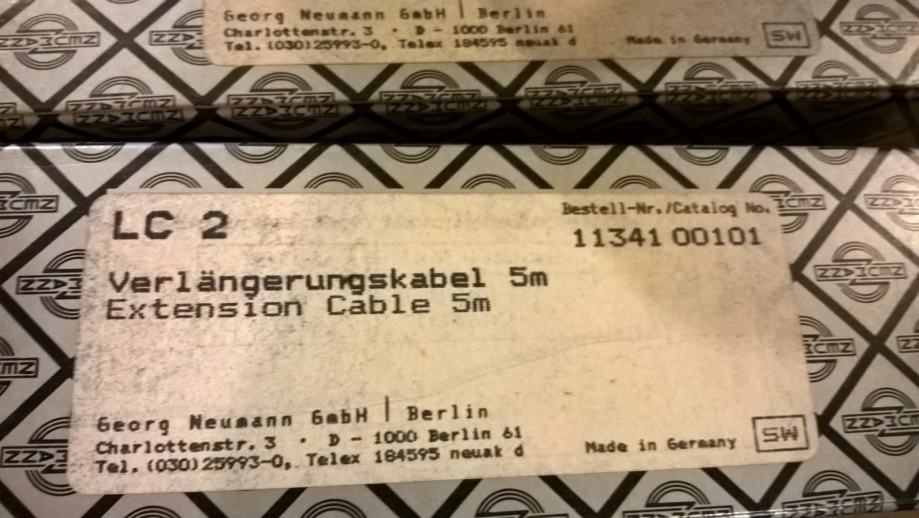 Georg Neumann GmbH | Berlin
Charlottenstr. 3 · D - 1000 Berlin 61
Tel. (030)25993-0, Telex 184595 neuak d
Made in Germany
SW
LC 2
Bestell-Nr./Catalog No.
11341 00101
Verlängerungskabel 5m
Extension Cable 5m
Georg Neumann GmbH | Berlin
Charlottenstr. 3 · D - 1000 Berlin 61
Tel. (030)25993-0, Telex 184595 neuak d
Made in Germany
SW